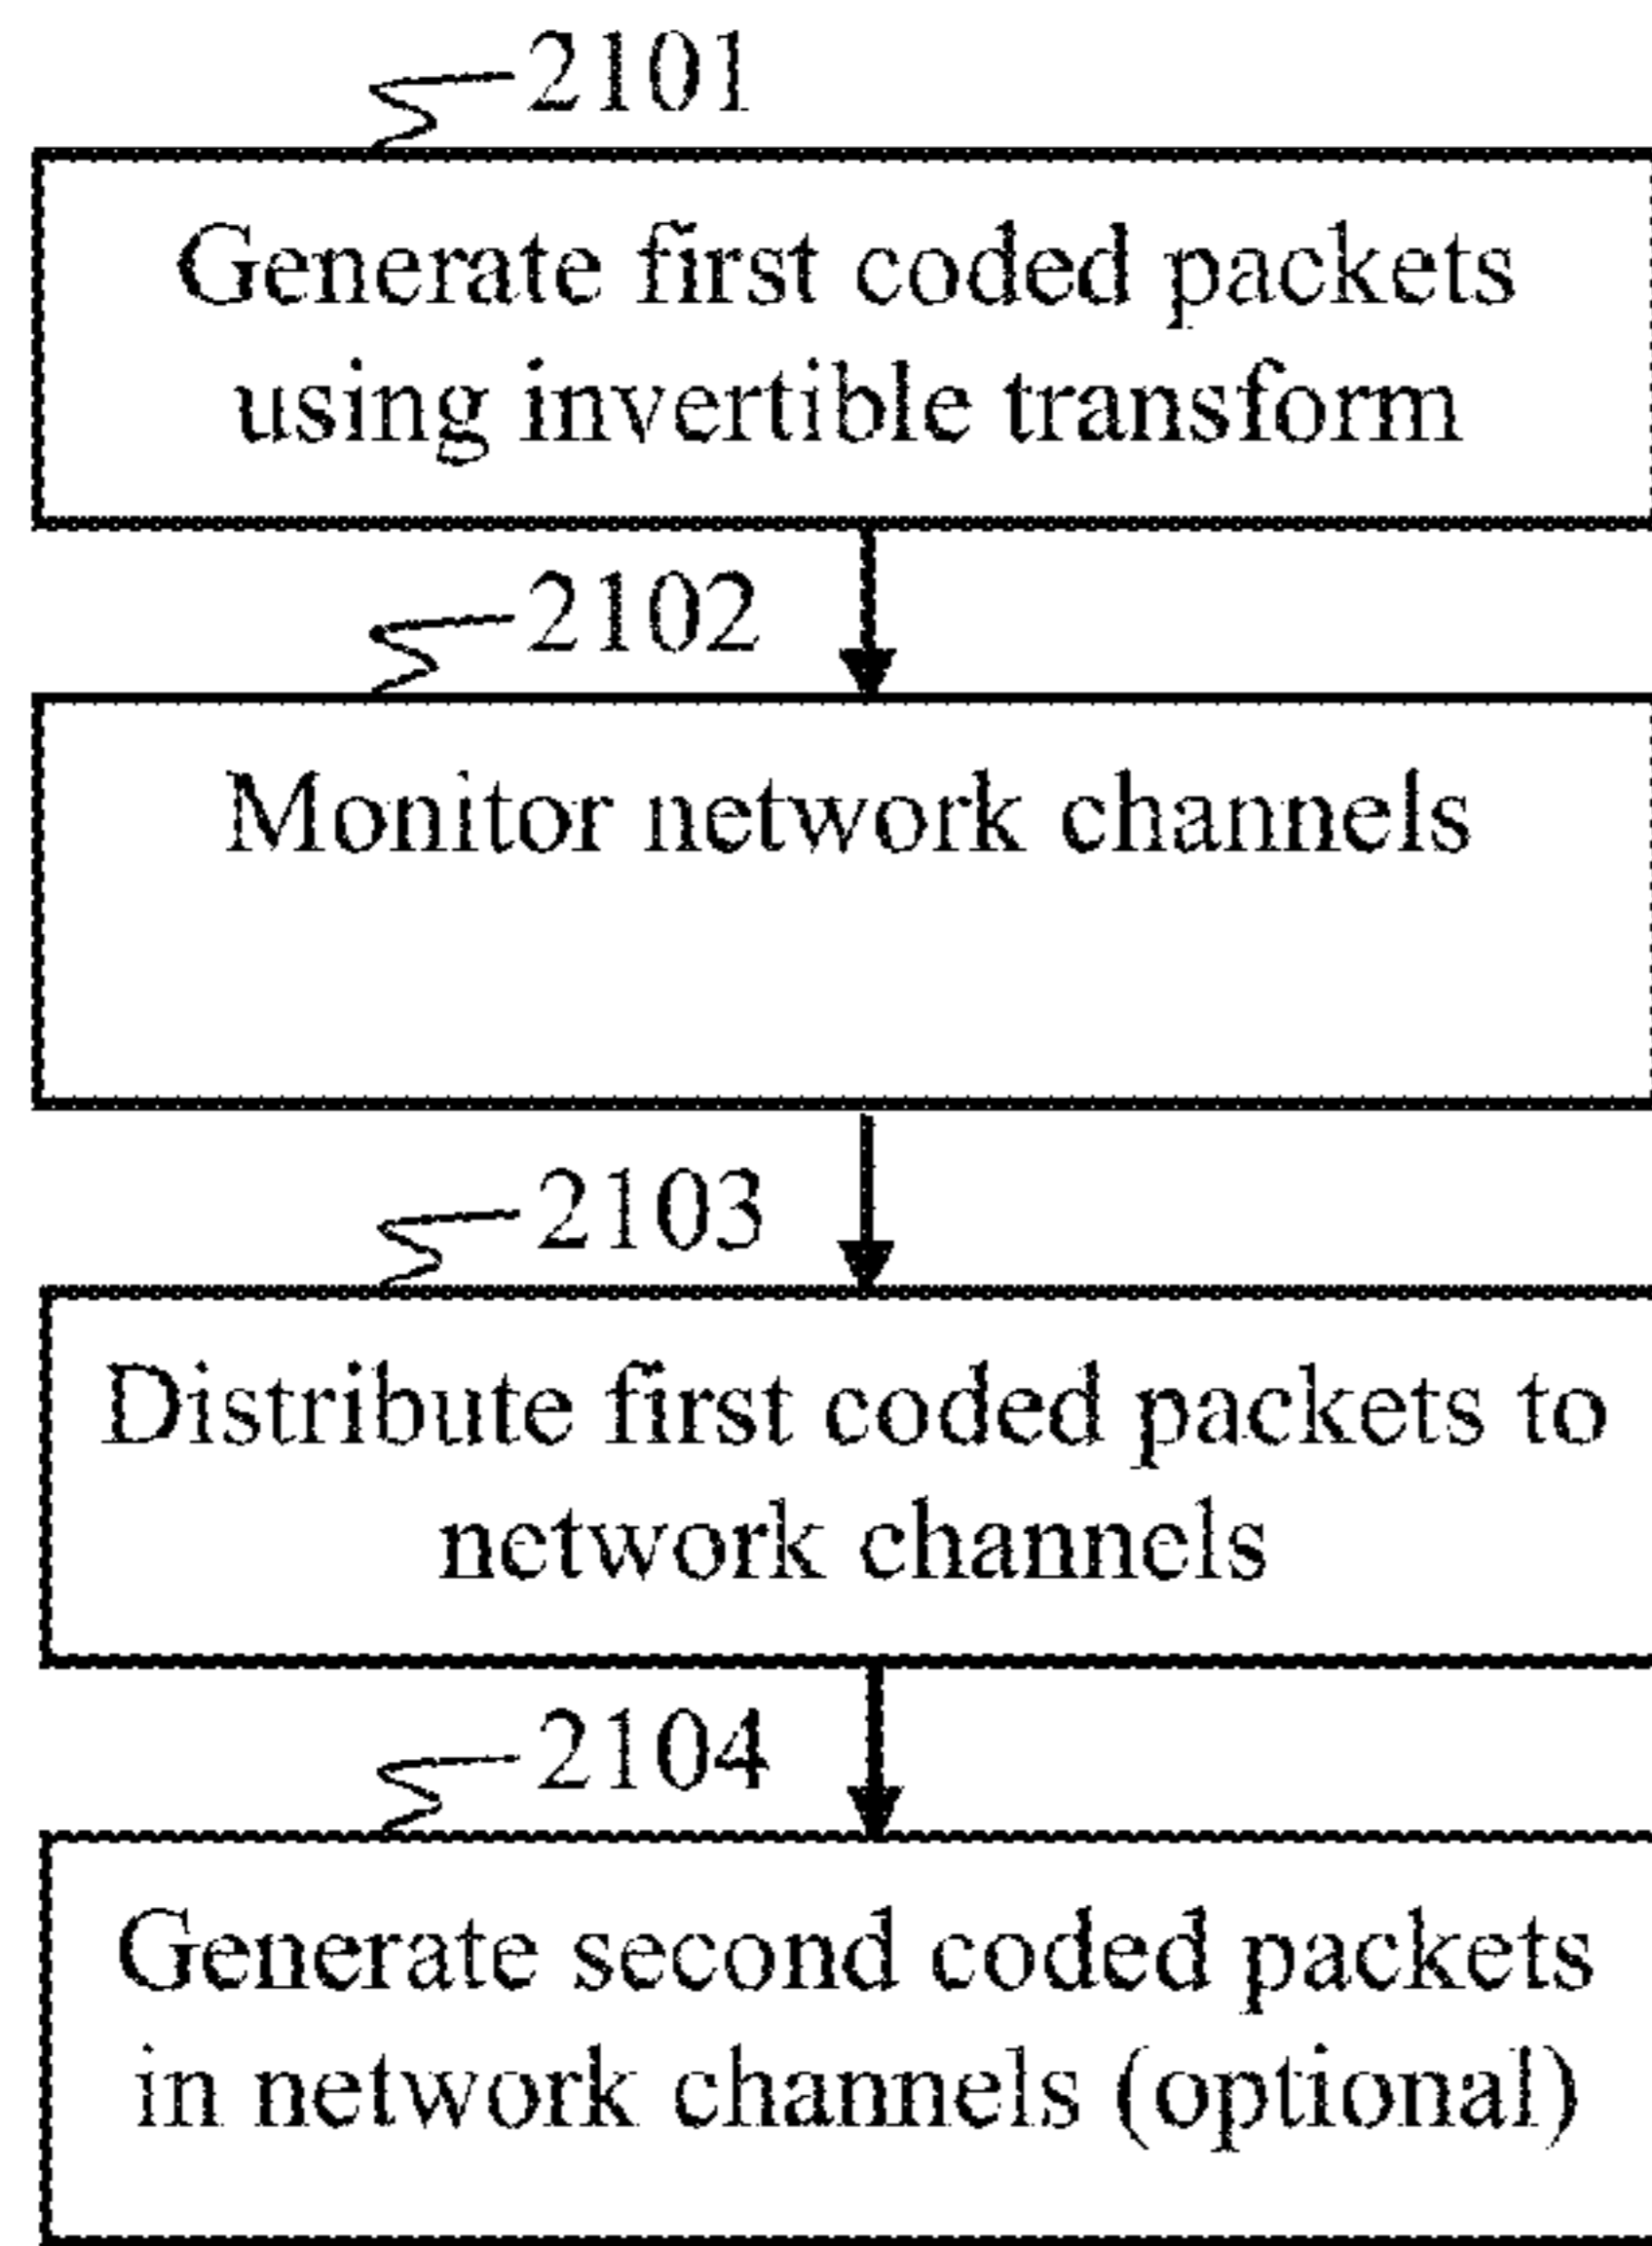 2101
Generate first coded packets
using invertible transform
2102
Monitor network channels
2103
Distribute first coded packets to
network channels
2104
Generate second coded packets
in network channels (optional)